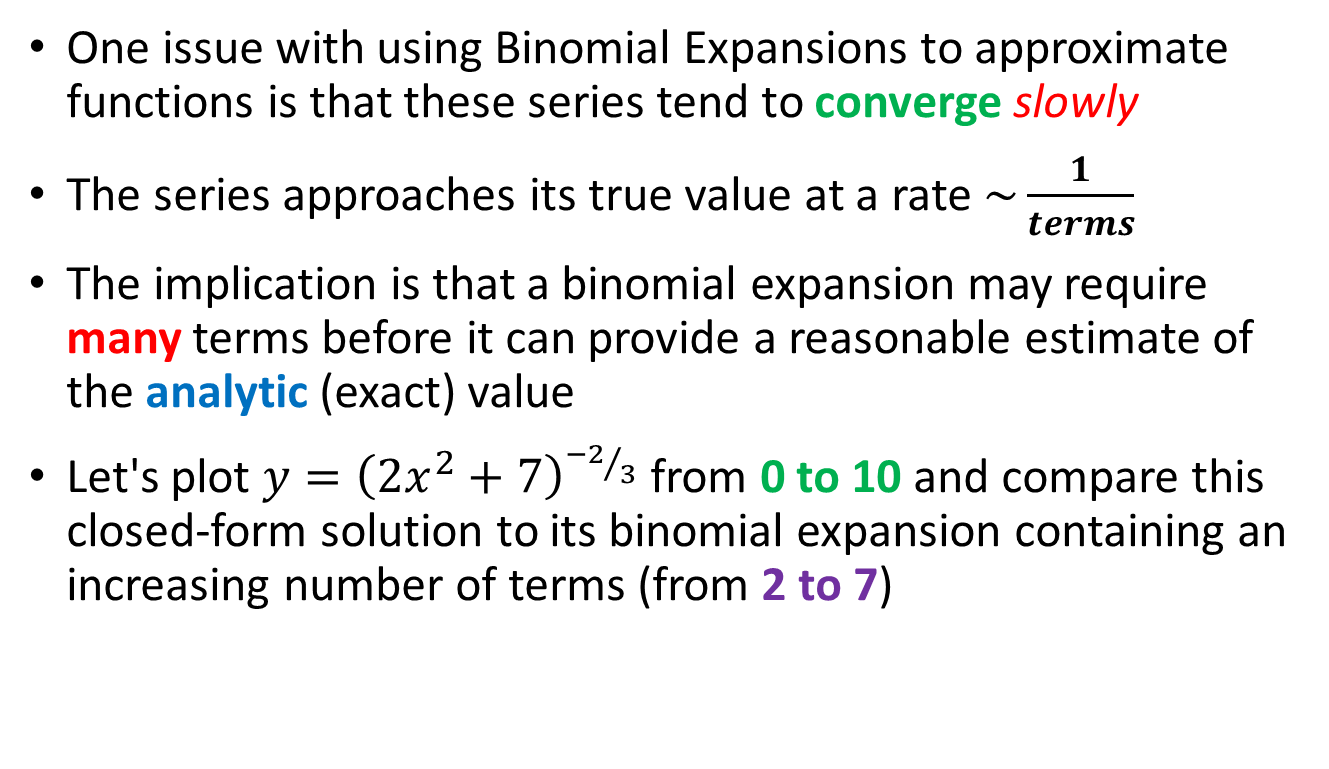 • One issue with using Binomial Expansions to approximate
functions is that these series tend to converge slowly
• The series approaches its true value at a rate ~ 1/terms
• The implication is that a binomial expansion may require
many terms before it can provide a reasonable estimate of
the analytic (exact) value
• Let's plot y = (2x² + 7)^(−2/3) from 0 to 10 and compare this
closed-form solution to its binomial expansion containing an
increasing number of terms (from 2 to 7)